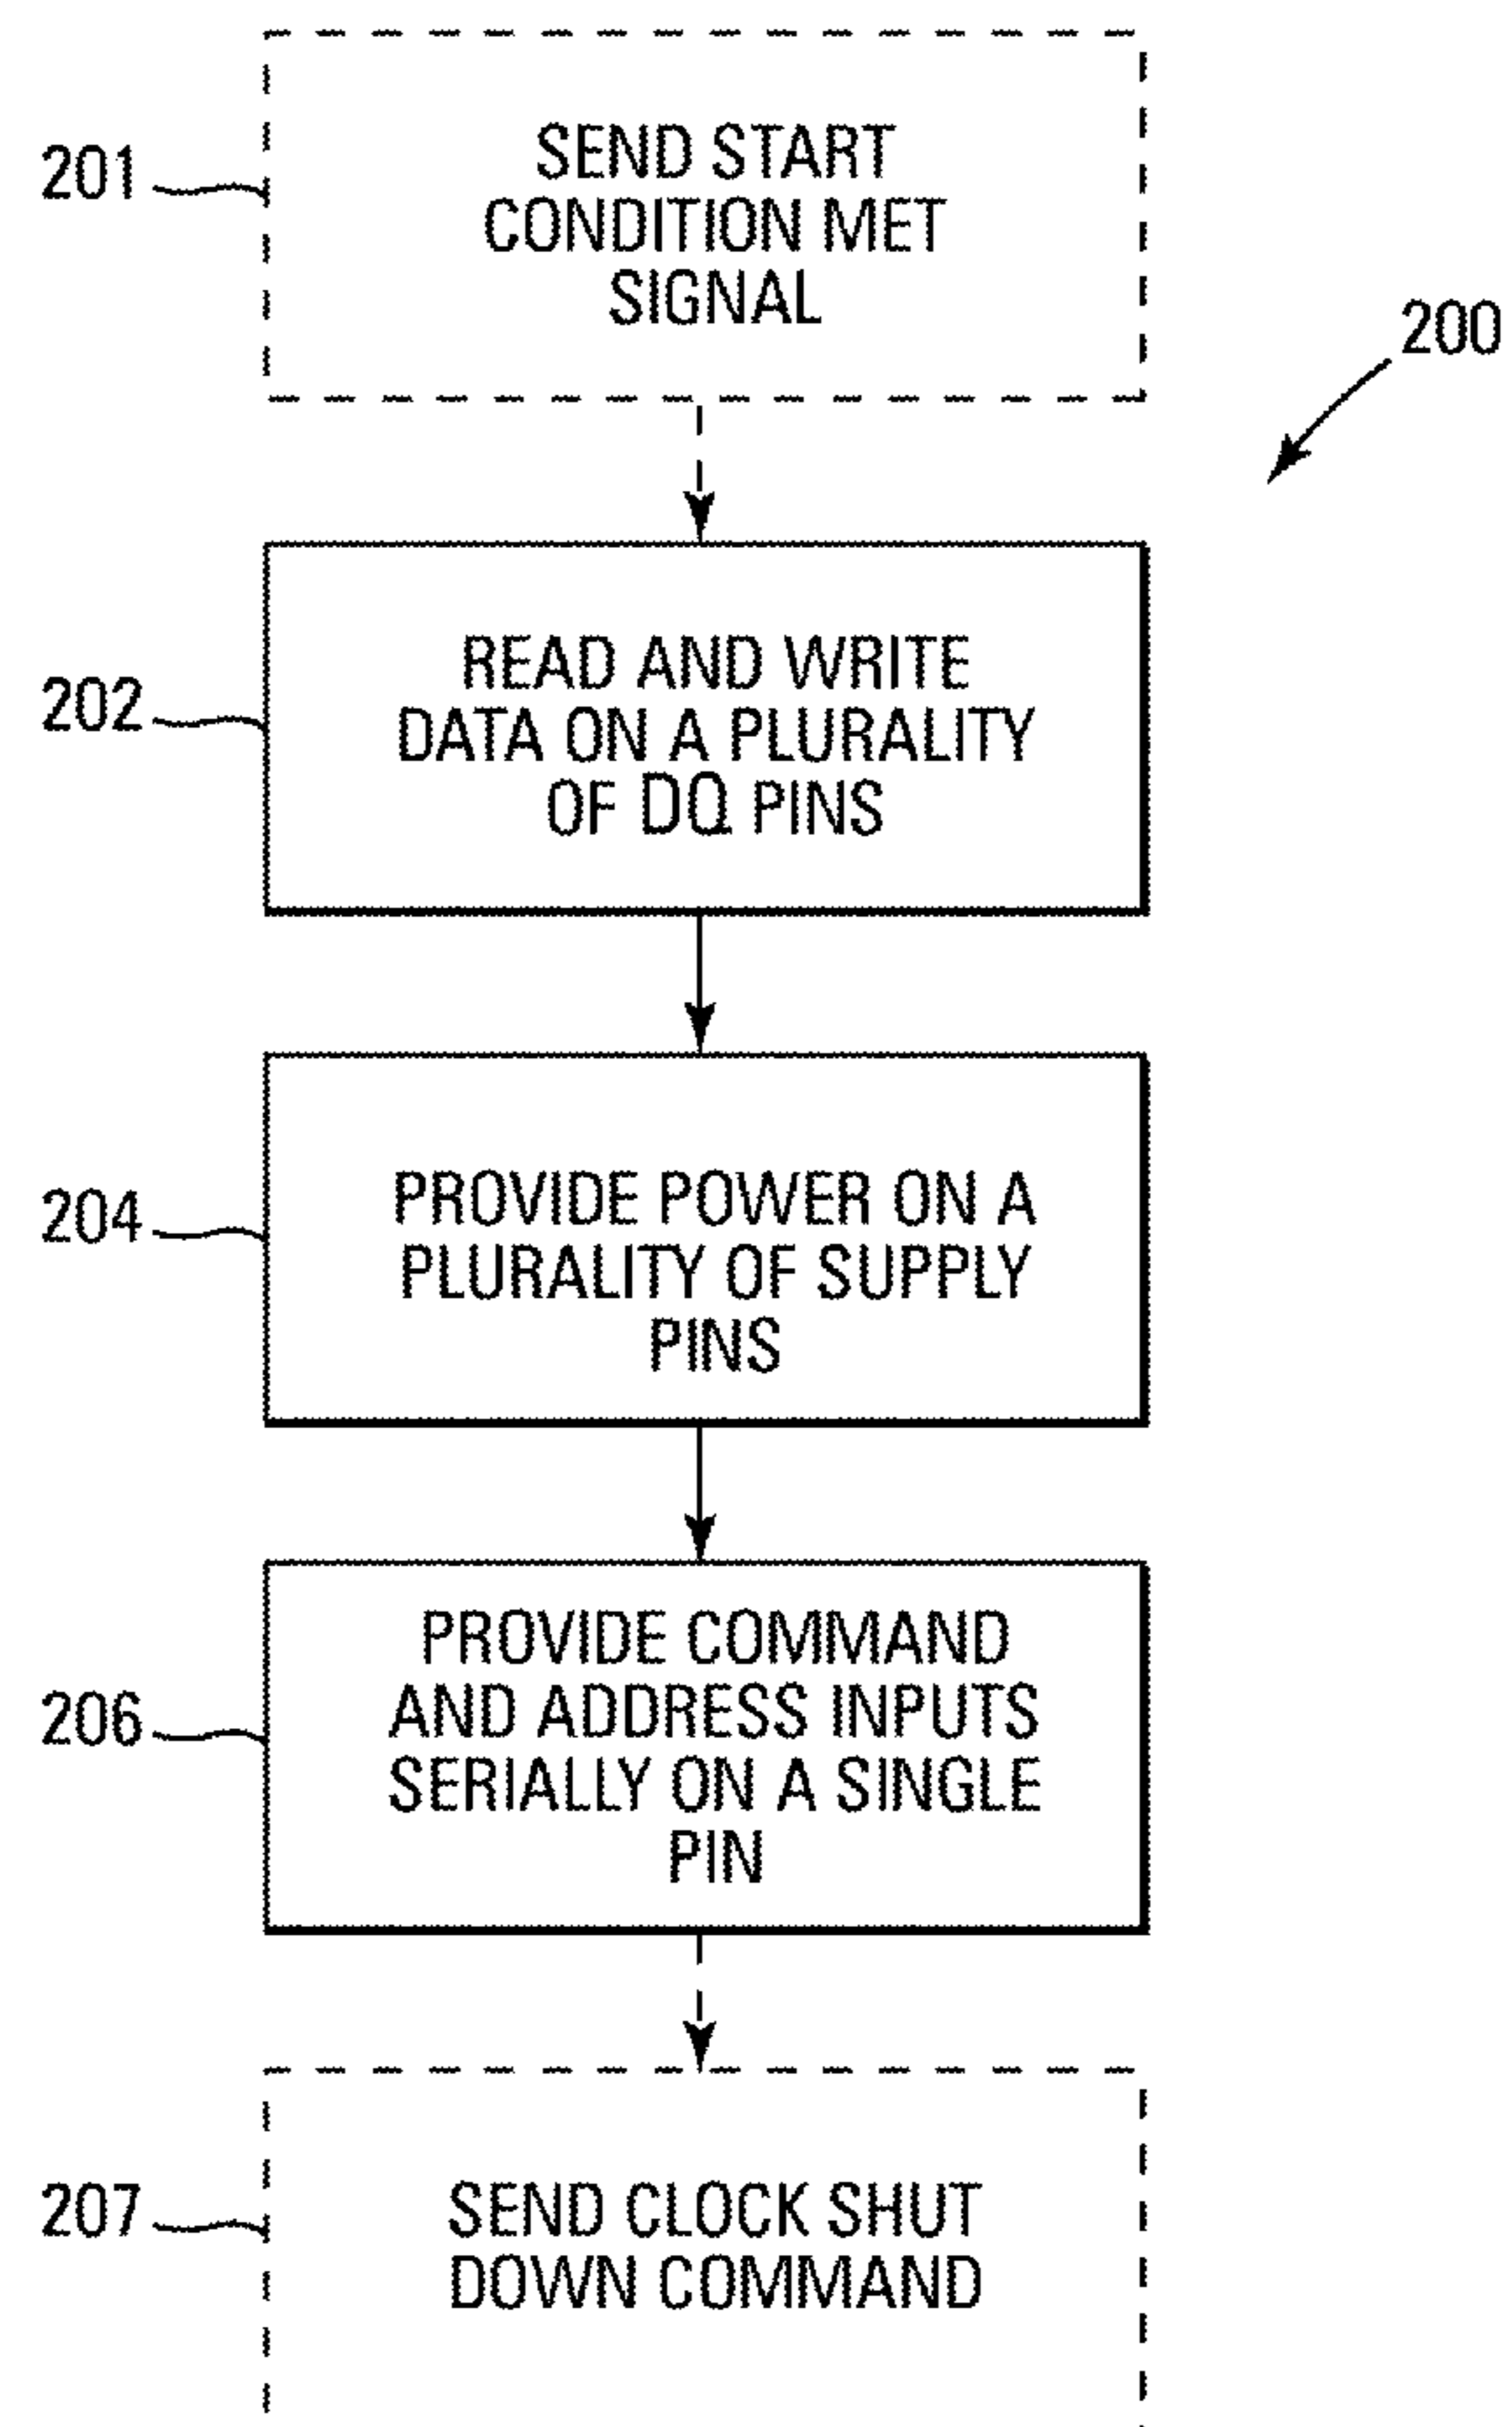 201
SEND START
CONDITION MET
SIGNAL
200
202
READ AND WRITE
DATA ON A PLURALITY
OF DQ PINS
204
PROVIDE POWER ON A
PLURALITY OF SUPPLY
PINS
206
PROVIDE COMMAND
AND ADDRESS INPUTS
SERIALLY ON A SINGLE
PIN
207
SEND CLOCK SHUT
DOWN COMMAND